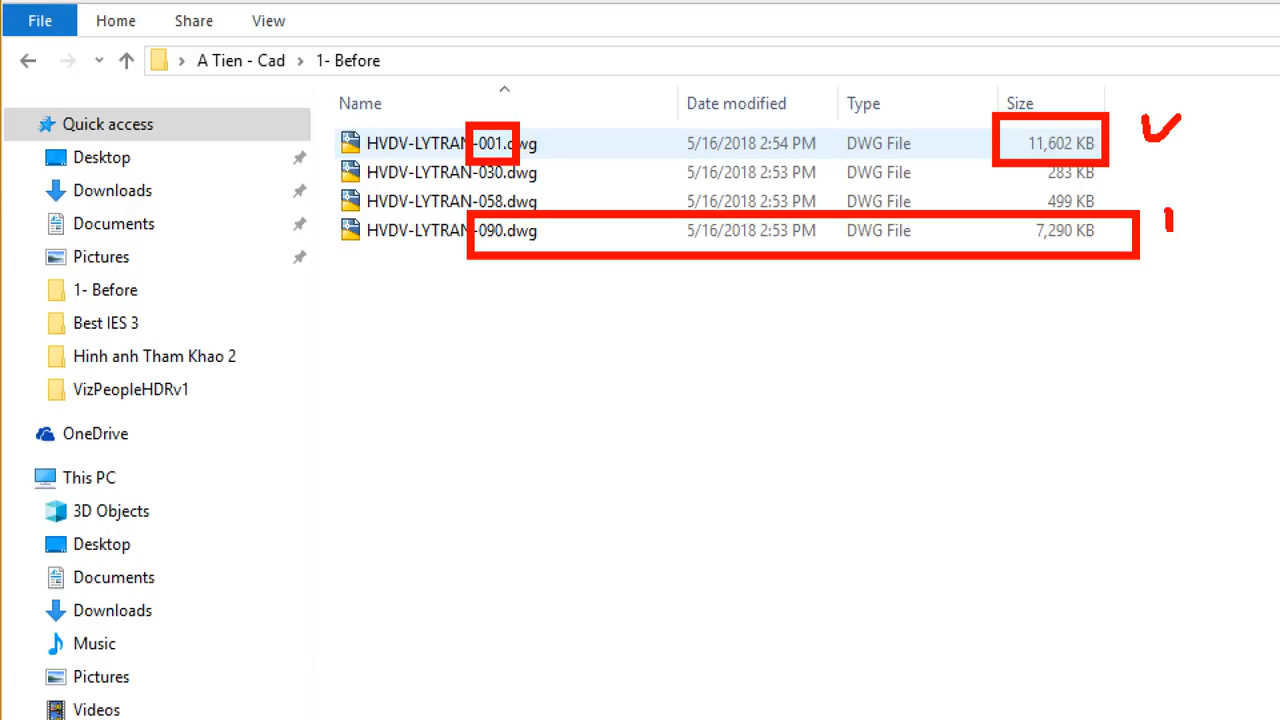 File Home Share View
A Tien - Cad 1- Before
Name Date modified Type Size
Quick access
HVDV-LYTRAN-001.dwg 5/16/2018 2:54 PM DWG File 11,602 KB
Desktop
HVDV-LYTRAN-030.dwg 5/16/2018 2:53 PM DWG File 283 KB
Downloads
HVDV-LYTRAN-058.dwg 5/16/2018 2:53 PM DWG File 499 KB
Documents
HVDV-LYTRAN-090.dwg 5/16/2018 2:53 PM DWG File 7,290 KB
Pictures
1- Before
Best IES 3
Hinh anh Tham Khao 2
VizPeopleHDRv1
OneDrive
This PC
3D Objects
Desktop
Documents
Downloads
Music
Pictures
Videos